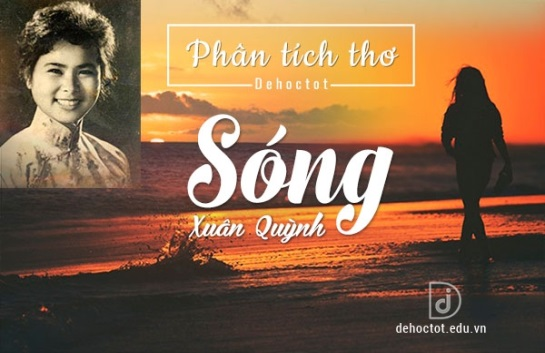 Phân tích thơ
Dehoctot
Sóng
Xuân Quỳnh
dehoctot.edu.vn